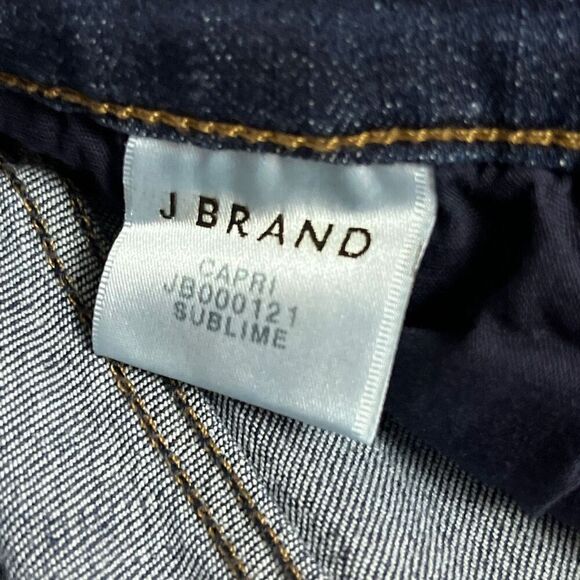 J BRAND
CAPRI
JB000121
SUBLIME